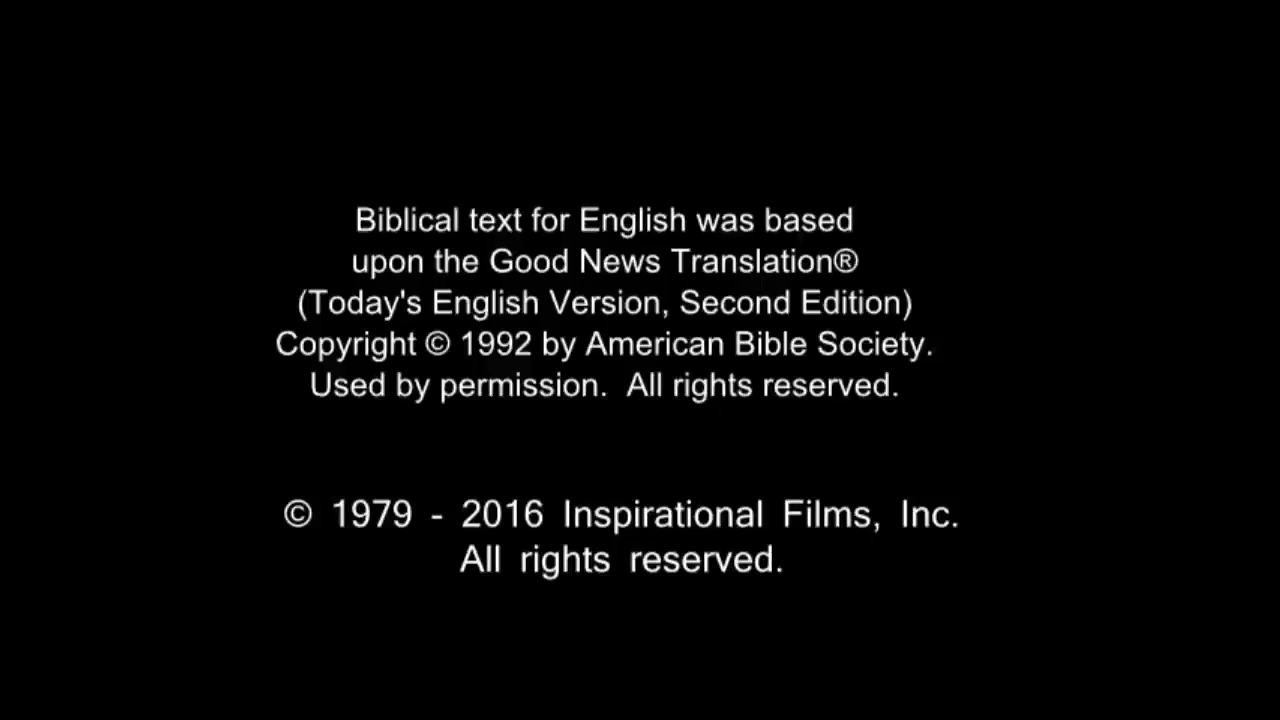 Biblical text for English was based
upon the Good News Translation®
(Today's English Version, Second Edition)
Copyright © 1992 by American Bible Society.
Used by permission.  All rights reserved.
© 1979 - 2016 Inspirational Films, Inc.
All rights reserved.